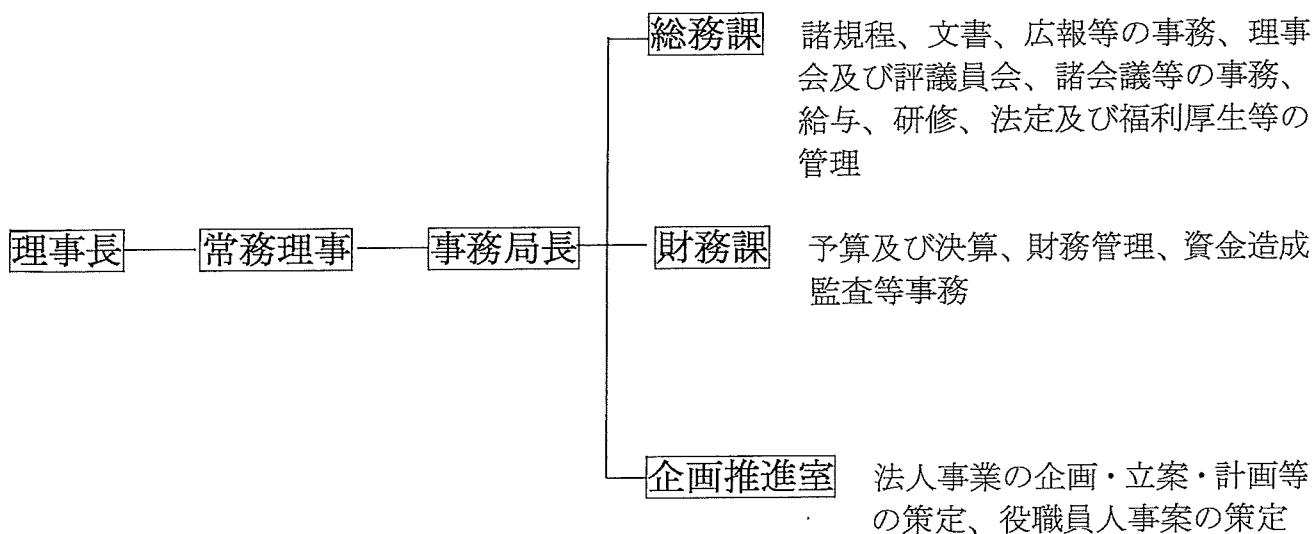 総務課
諸規程、文書、広報等の事務、理事
会及び評議員会、諸会議等の事務、
給与、研修、法定及び福利厚生等の
管理
理事長
常務理事
事務局長
財務課
予算及び決算、財務管理、資金造成
監査等事務
企画推進室
法人事業の企画・立案・計画等
の策定、役職員人事案の策定